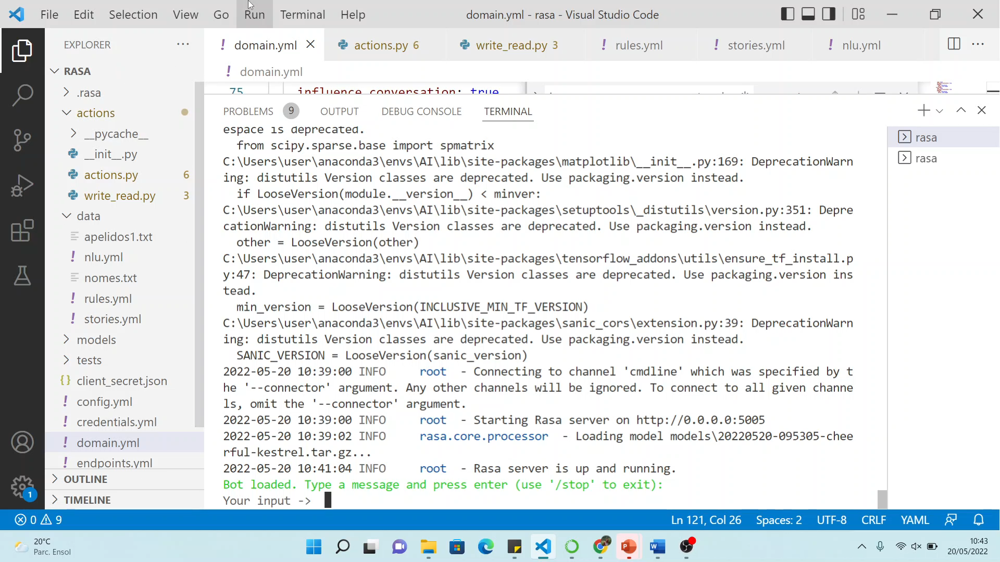 File Edit Selection View Go Run Terminal Help domain.yml - rasa - Visual Studio Code
EXPLORER
domain.yml actions.py 6 write_read.py 3 rules.yml stories.yml nlu.yml
RASA
.rasa
actions
__pycache__
__init__.py
actions.py 6
write_read.py 3
data
apelidos1.txt
nlu.yml
nomes.txt
rules.yml
stories.yml
models
tests
client_secret.json
config.yml
credentials.yml
domain.yml
endpoints.yml
OUTLINE
TIMELINE
domain.yml
75 influence_conversation: true
PROBLEMS 9 OUTPUT DEBUG CONSOLE TERMINAL
espace is deprecated.
from scipy.sparse.base import spmatrix
C:\Users\user\anaconda3\envs\AI\lib\site-packages\matplotlib\__init__.py:169: DeprecationWarn
ing: distutils Version classes are deprecated. Use packaging.version instead.
if LooseVersion(module.__version__) < minver:
C:\Users\user\anaconda3\envs\AI\lib\site-packages\setuptools\_distutils\version.py:351: Depre
cationWarning: distutils Version classes are deprecated. Use packaging.version instead.
other = LooseVersion(other)
C:\Users\user\anaconda3\envs\AI\lib\site-packages\tensorflow_addons\utils\ensure_tf_install.p
y:47: DeprecationWarning: distutils Version classes are deprecated. Use packaging.version ins
tead.
min_version = LooseVersion(INCLUSIVE_MIN_TF_VERSION)
C:\Users\user\anaconda3\envs\AI\lib\site-packages\sanic_cors\extension.py:39: DeprecationWarn
ing: distutils Version classes are deprecated. Use packaging.version instead.
SANIC_VERSION = LooseVersion(sanic_version)
2022-05-20 10:39:00 INFO root - Connecting to channel 'cmdline' which was specified by t
he '--connector' argument. Any other channels will be ignored. To connect to all given channe
ls, omit the '--connector' argument.
2022-05-20 10:39:00 INFO root - Starting Rasa server on http://0.0.0.0:5005
2022-05-20 10:39:02 INFO rasa.core.processor - Loading model models\20220520-095305-chee
rful-kestrel.tar.gz...
2022-05-20 10:41:04 INFO root - Rasa server is up and running.
Bot loaded. Type a message and press enter (use '/stop' to exit):
Your input ->
rasa
rasa
1
0 9 Ln 121, Col 26 Spaces: 2 UTF-8 CRLF YAML
20°C
Parc. Ensol
10:43
20/05/2022